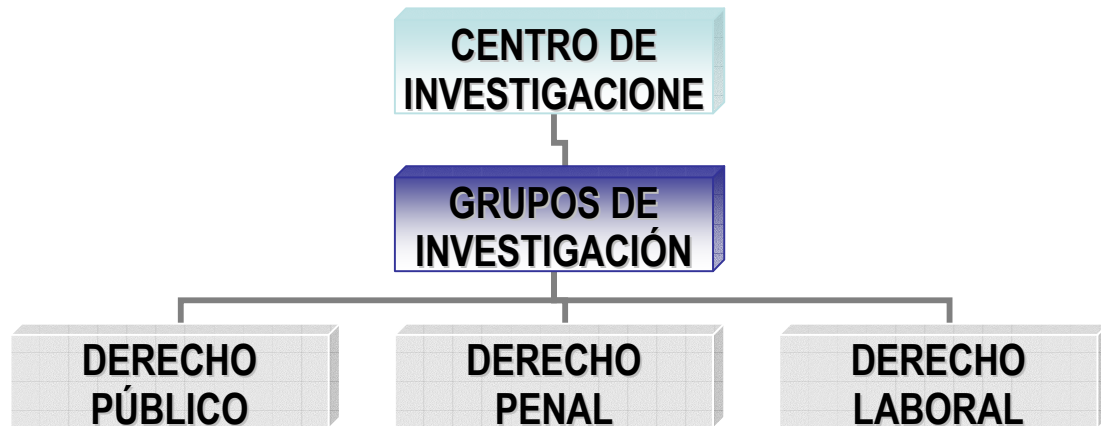 CENTRO DE
INVESTIGACIONE
GRUPOS DE
INVESTIGACIÓN
DERECHO
PÚBLICO
DERECHO
PENAL
DERECHO
LABORAL